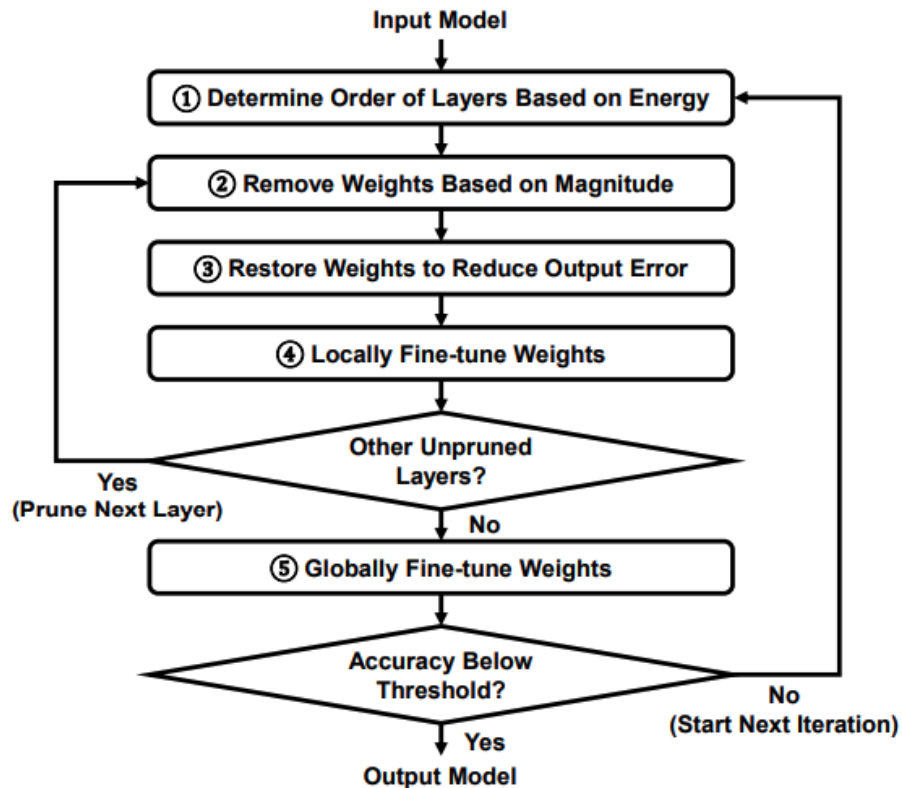 Input Model
① Determine Order of Layers Based on Energy
② Remove Weights Based on Magnitude
③ Restore Weights to Reduce Output Error
④ Locally Fine-tune Weights
Other Unpruned
Layers?
Yes
(Prune Next Layer)
No
⑤ Globally Fine-tune Weights
Accuracy Below
Threshold?
No
(Start Next Iteration)
Yes
Output Model